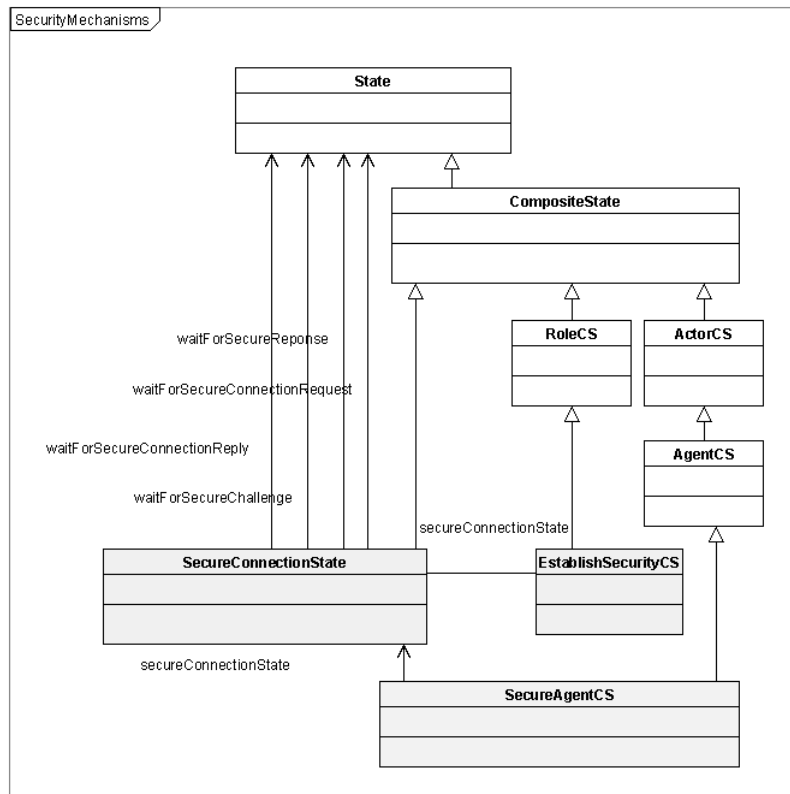 SecurityMechanisms
State
CompositeState
RoleCS
ActorCS
waitForSecureReponse
waitForSecureConnectionRequest
waitForSecureConnectionReply
AgentCS
waitForSecureChallenge
secureConnectionState
SecureConnectionState
EstablishSecurityCS
secureConnectionState
SecureAgentCS